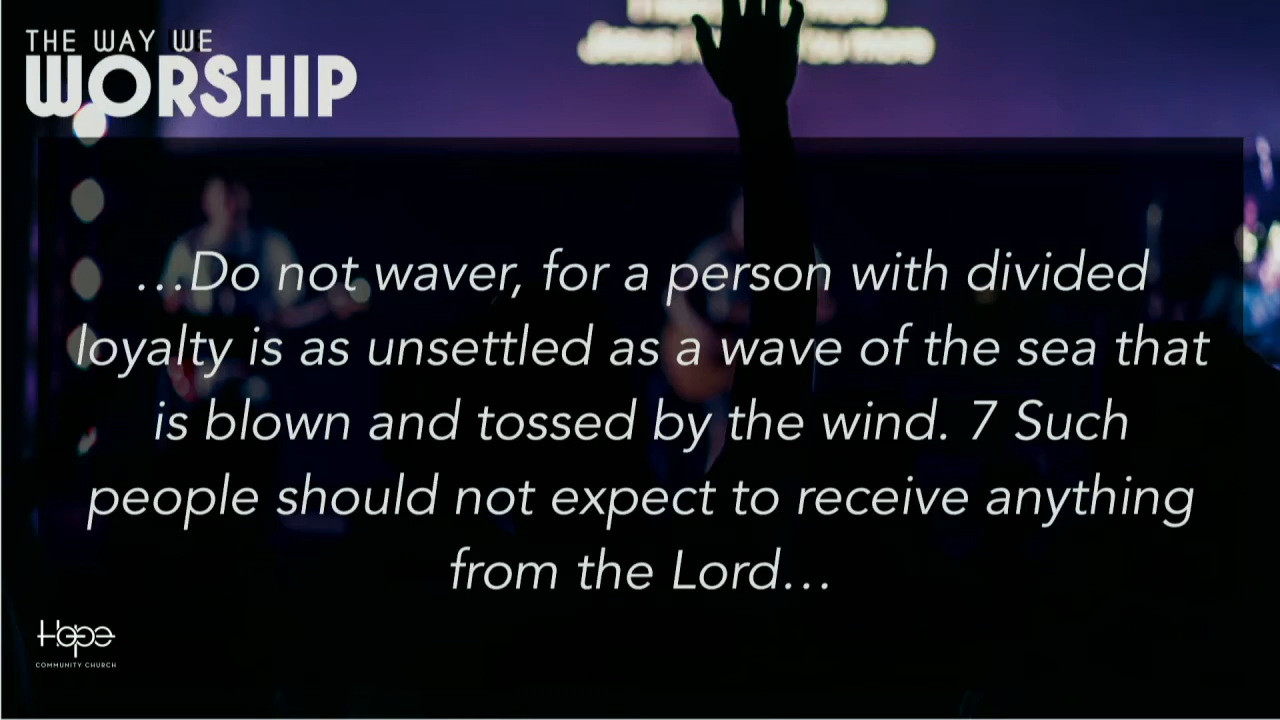 THE WAY WE
WORSHIP
Jesus
more
…Do not waver, for a person with divided
loyalty is as unsettled as a wave of the sea that
is blown and tossed by the wind. 7 Such
people should not expect to receive anything
from the Lord…
Hope
COMMUNITY CHURCH